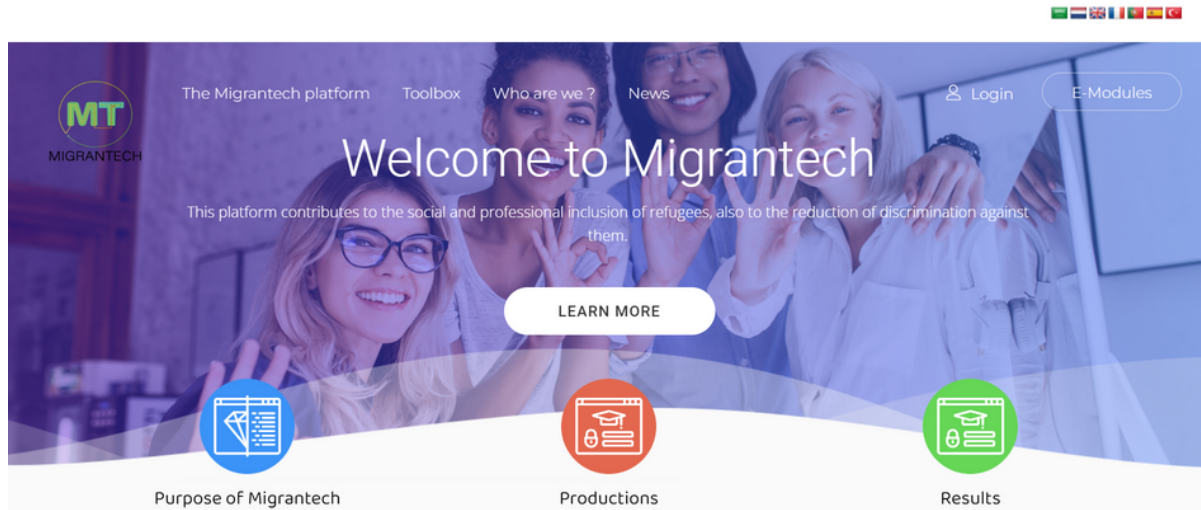 The Migrantech platform Toolbox Who are we ? News Login E-Modules
MT
MIGRANTECH
Welcome to Migrantech
This platform contributes to the social and professional inclusion of refugees, also to the reduction of discrimination against
them.
LEARN MORE
Purpose of Migrantech Productions Results